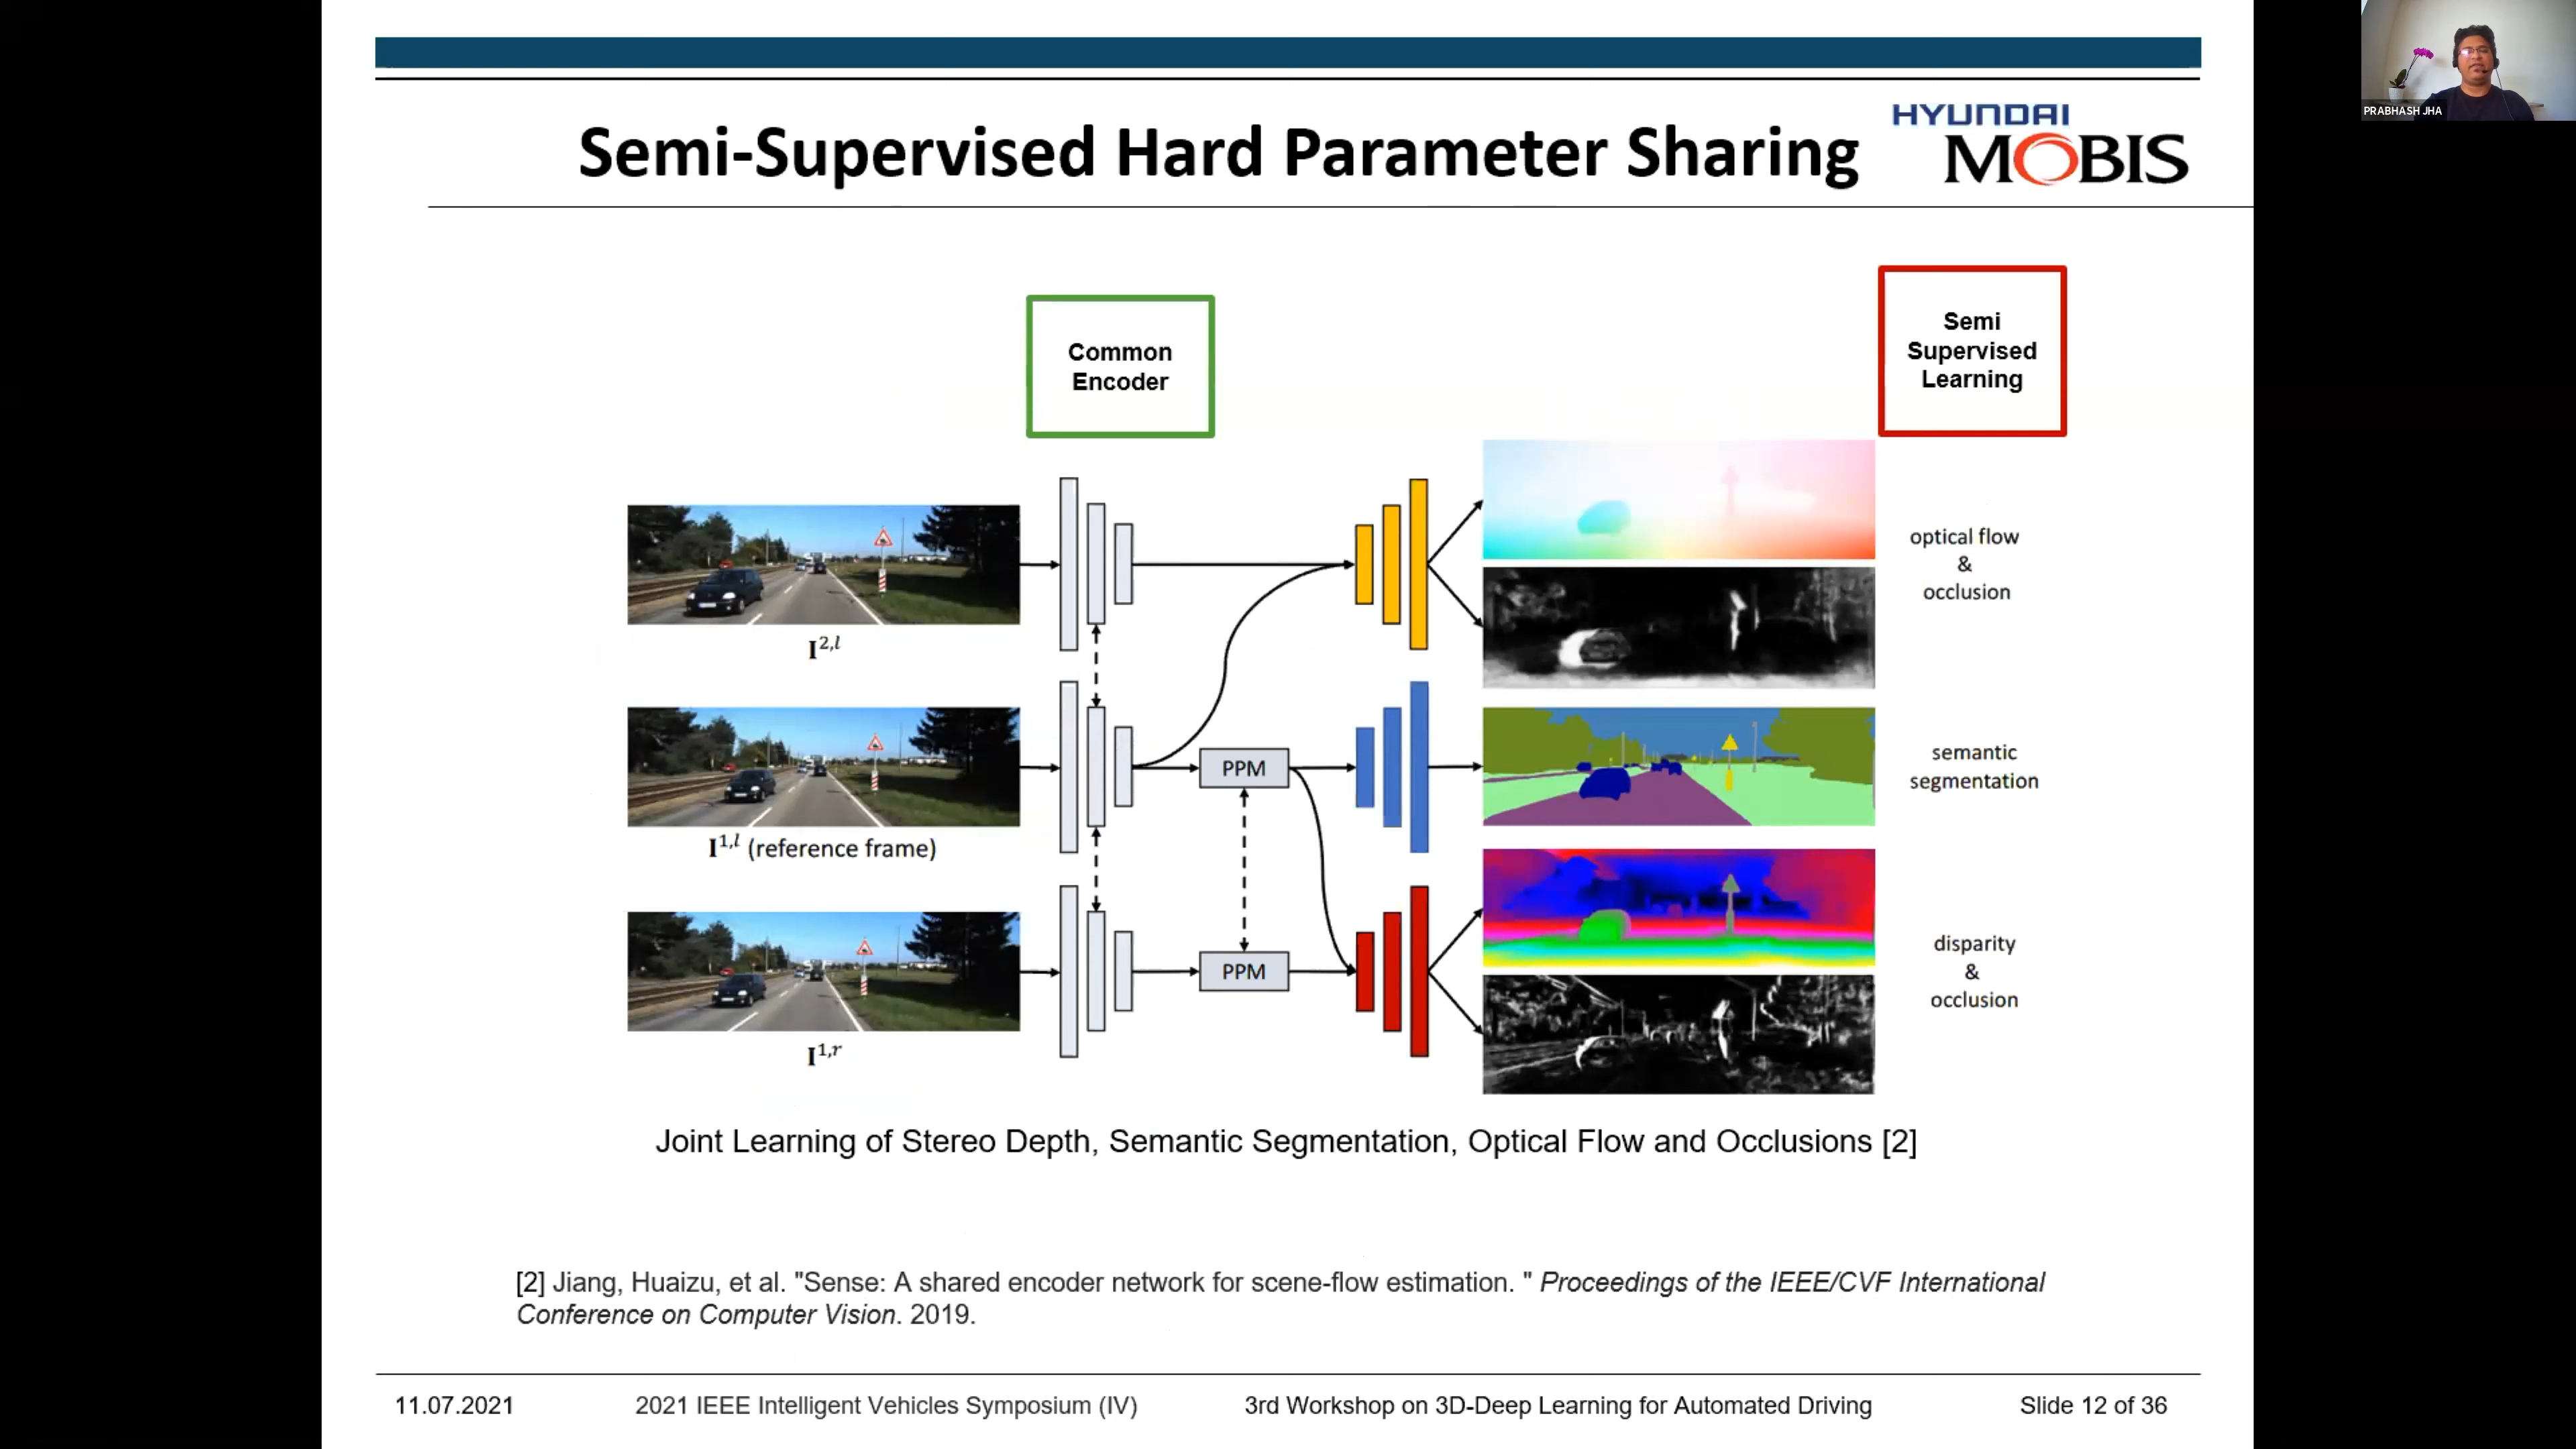 PRABHASH JHA
Semi-Supervised Hard Parameter Sharing
HYUNDAI
MOBIS
Common
Encoder
Semi
Supervised
Learning
I^{2,l}
I^{1,l} (reference frame)
I^{1,r}
PPM
PPM
optical flow
&
occlusion
semantic
segmentation
disparity
&
occlusion
Joint Learning of Stereo Depth, Semantic Segmentation, Optical Flow and Occlusions [2]
[2] Jiang, Huaizu, et al. "Sense: A shared encoder network for scene-flow estimation. " Proceedings of the IEEE/CVF International
Conference on Computer Vision. 2019.
11.07.2021
2021 IEEE Intelligent Vehicles Symposium (IV)
3rd Workshop on 3D-Deep Learning for Automated Driving
Slide 12 of 36